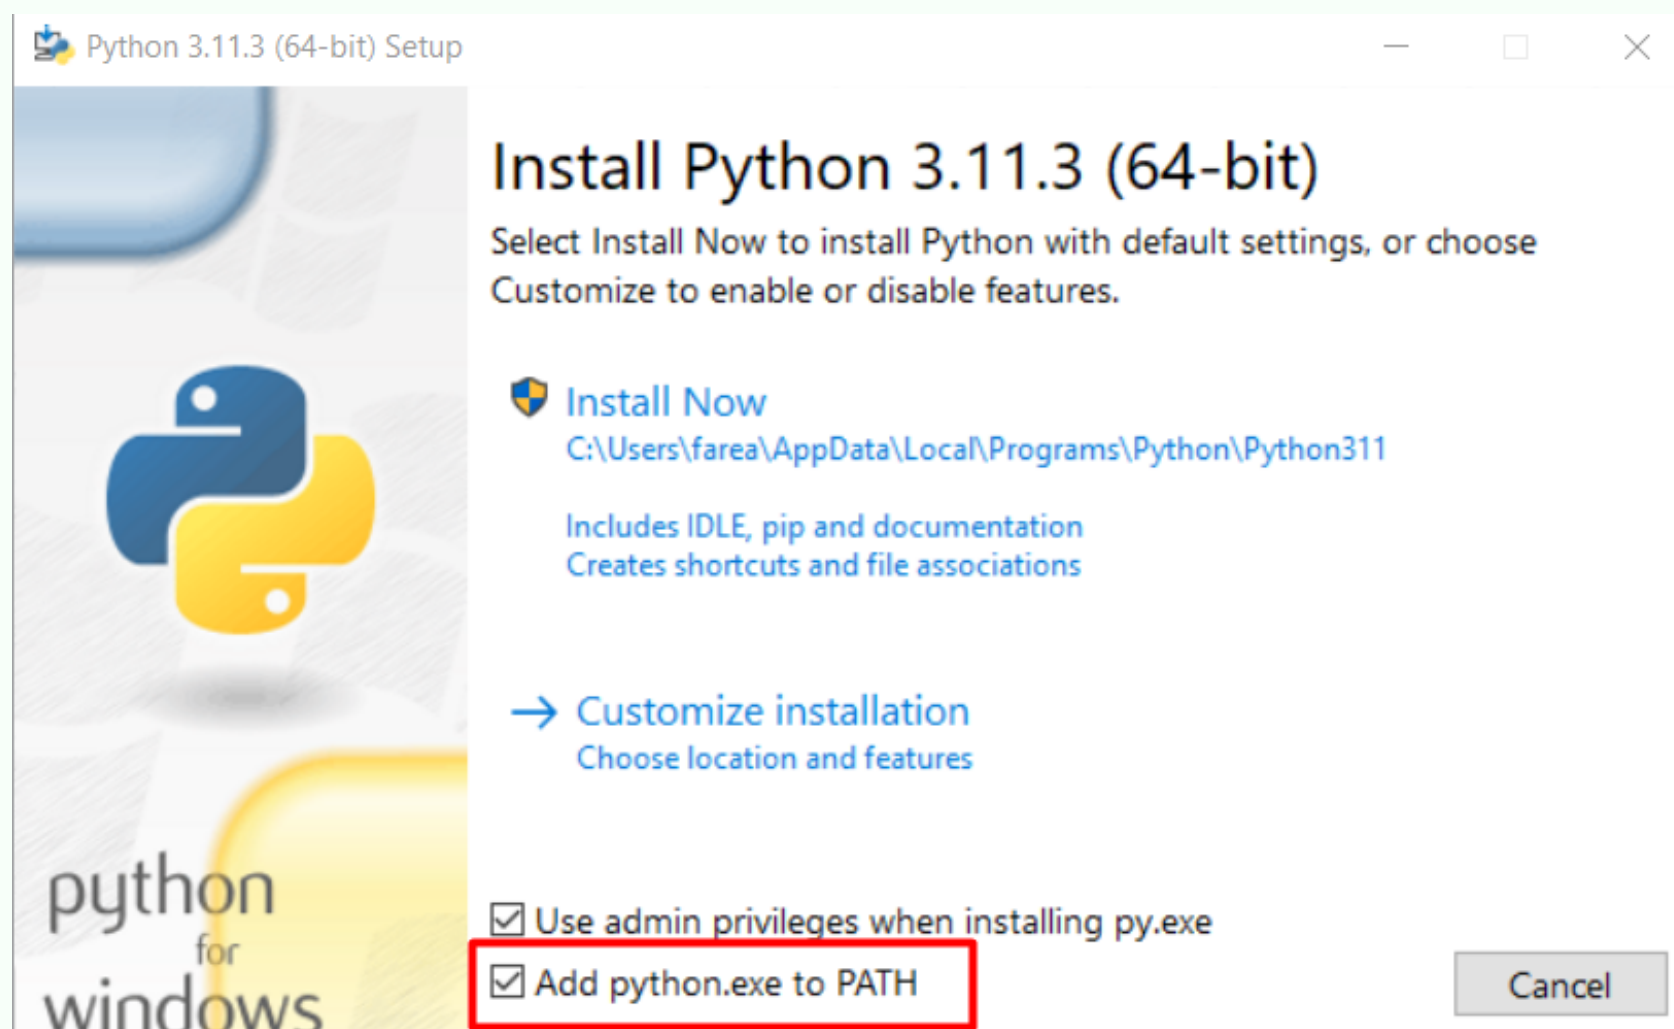 Python 3.11.3 (64-bit) Setup
Install Python 3.11.3 (64-bit)
Select Install Now to install Python with default settings, or choose
Customize to enable or disable features.
Install Now
C:\Users\farea\AppData\Local\Programs\Python\Python311
Includes IDLE, pip and documentation
Creates shortcuts and file associations
Customize installation
Choose location and features
Use admin privileges when installing py.exe
Add python.exe to PATH
Cancel
python
for
windows